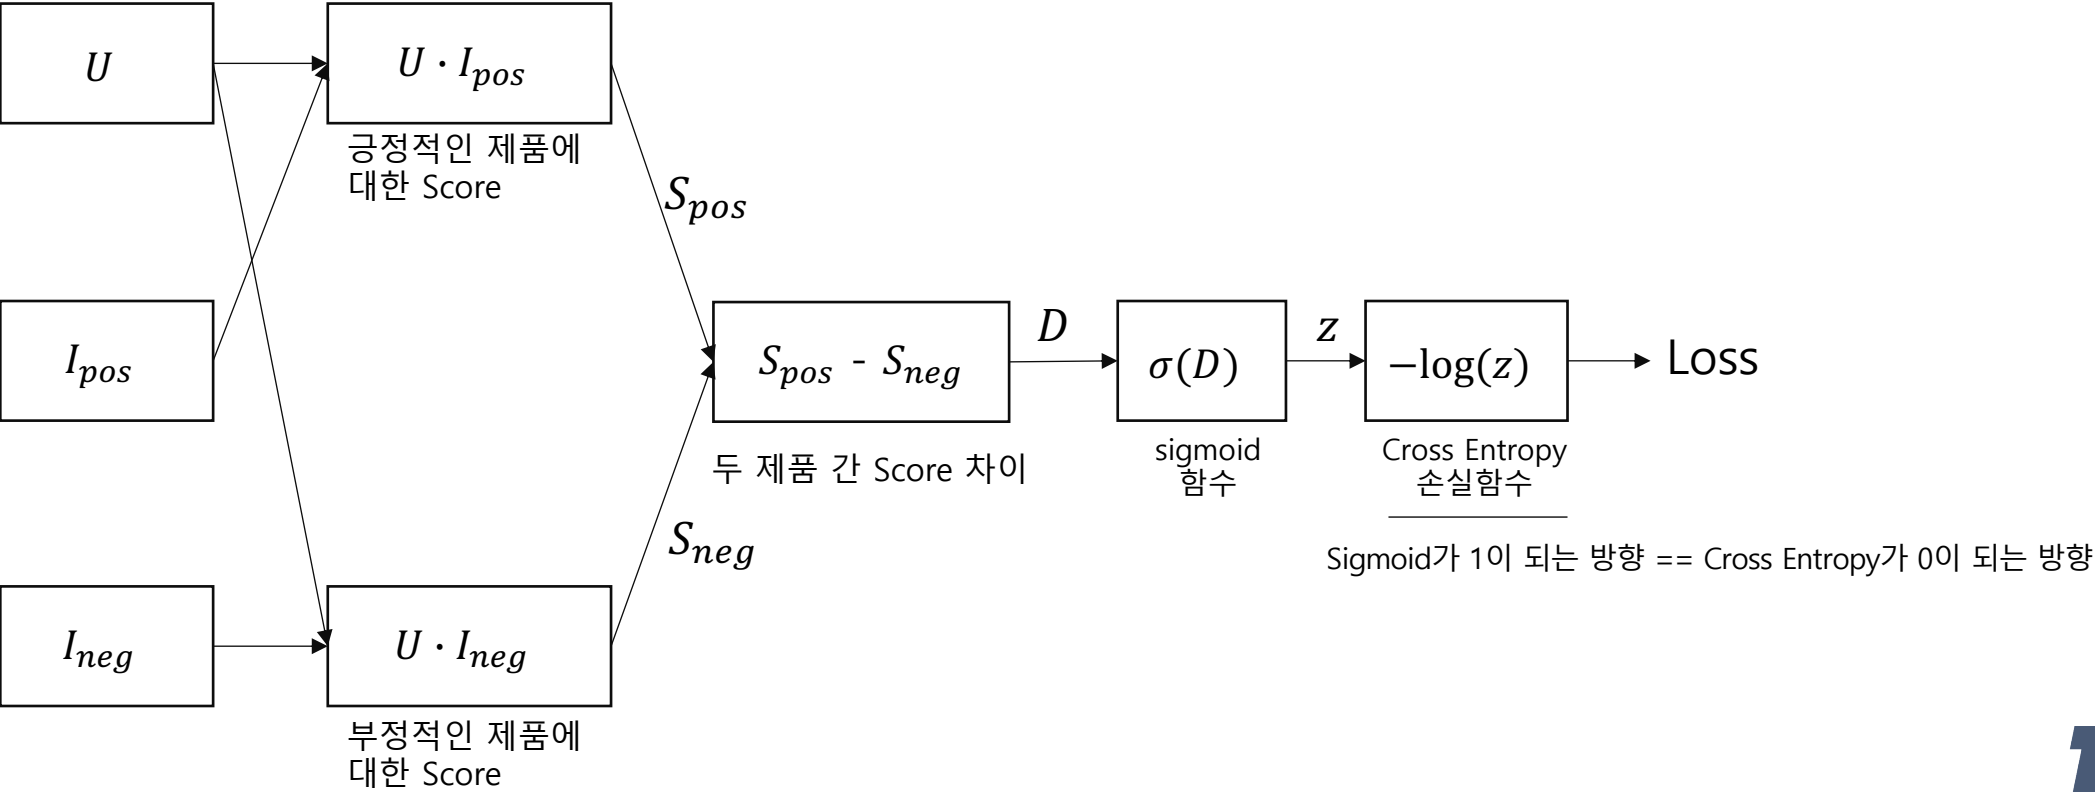 U
U · I_pos
긍정적인 제품에
대한 Score
S_pos
I_pos
S_pos - S_neg
두 제품 간 Score 차이
D
σ(D)
sigmoid
함수
z
−log(z)
Cross Entropy
손실함수
Loss
Sigmoid가 1이 되는 방향 == Cross Entropy가 0이 되는 방향
S_neg
I_neg
U · I_neg
부정적인 제품에
대한 Score